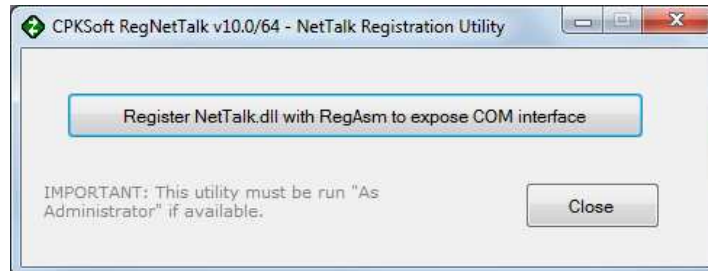 CPKSoft RegNetTalk v10.0/64 - NetTalk Registration Utility
Register NetTalk.dll with RegAsm to expose COM interface
IMPORTANT: This utility must be run "As
Administrator" if available.
Close